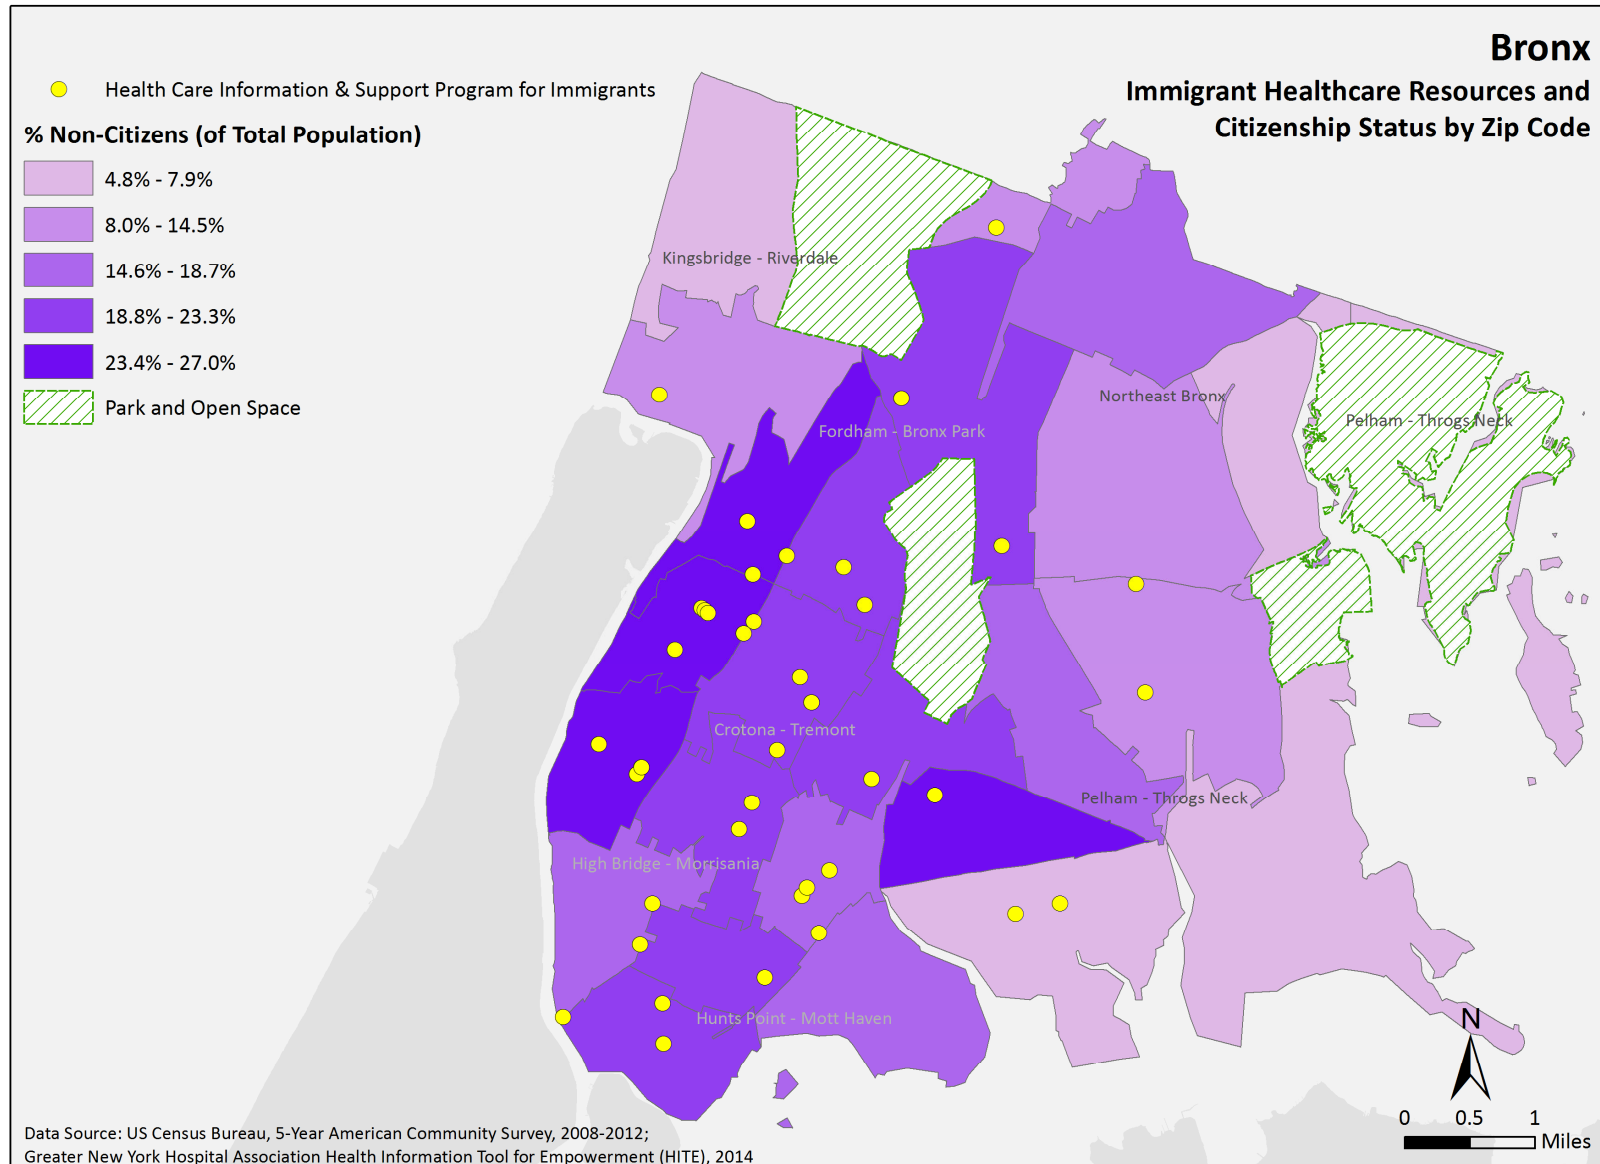 Bronx
Immigrant Healthcare Resources and
Citizenship Status by Zip Code
Health Care Information & Support Program for Immigrants
% Non-Citizens (of Total Population)
4.8% - 7.9%
8.0% - 14.5%
14.6% - 18.7%
18.8% - 23.3%
23.4% - 27.0%
Park and Open Space
Kingsbridge - Riverdale
Northeast Bronx
Pelham - Throgs Neck
Fordham - Bronx Park
Crotona - Tremont
Pelham - Throgs Neck
High Bridge - Morrisania
Hunts Point - Mott Haven
N
0 0.5 1
Miles
Data Source: US Census Bureau, 5-Year American Community Survey, 2008-2012;
Greater New York Hospital Association Health Information Tool for Empowerment (HITE), 2014